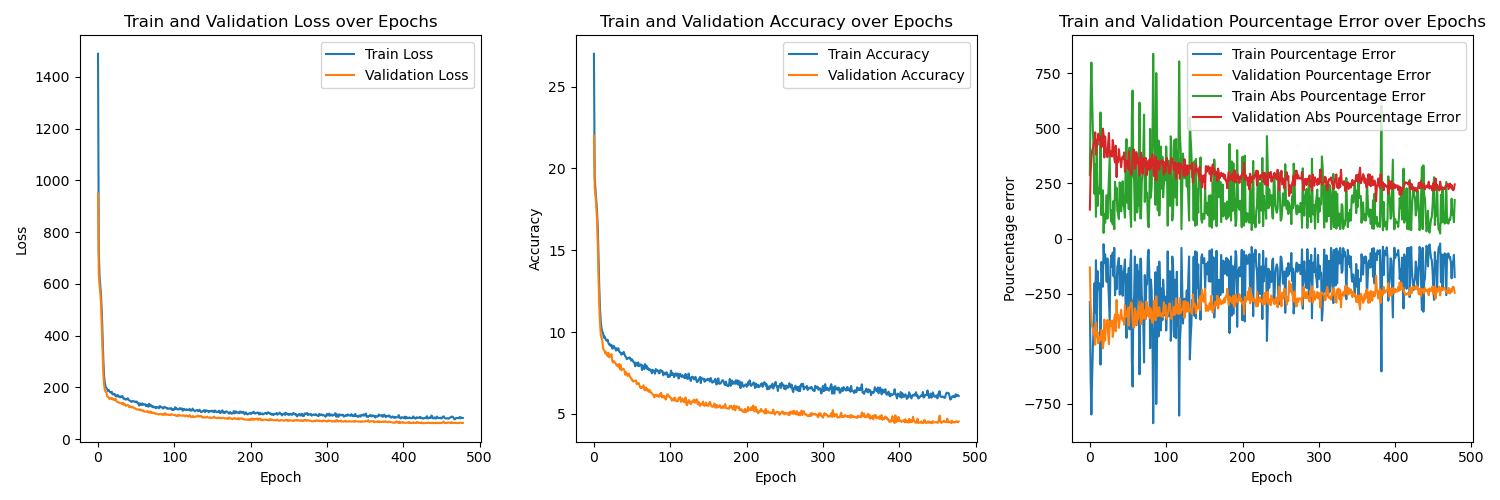 Train and Validation Loss over Epochs
Train Loss
Validation Loss
1400
1200
1000
800
600
400
200
0
Loss
0 100 200 300 400 500
Epoch
Train and Validation Accuracy over Epochs
Train Accuracy
Validation Accuracy
25
20
15
10
5
Accuracy
0 100 200 300 400 500
Epoch
Train and Validation Pourcentage Error over Epochs
Train Pourcentage Error
Validation Pourcentage Error
Train Abs Pourcentage Error
Validation Abs Pourcentage Error
750
500
250
0
−250
−500
−750
Pourcentage error
0 100 200 300 400 500
Epoch